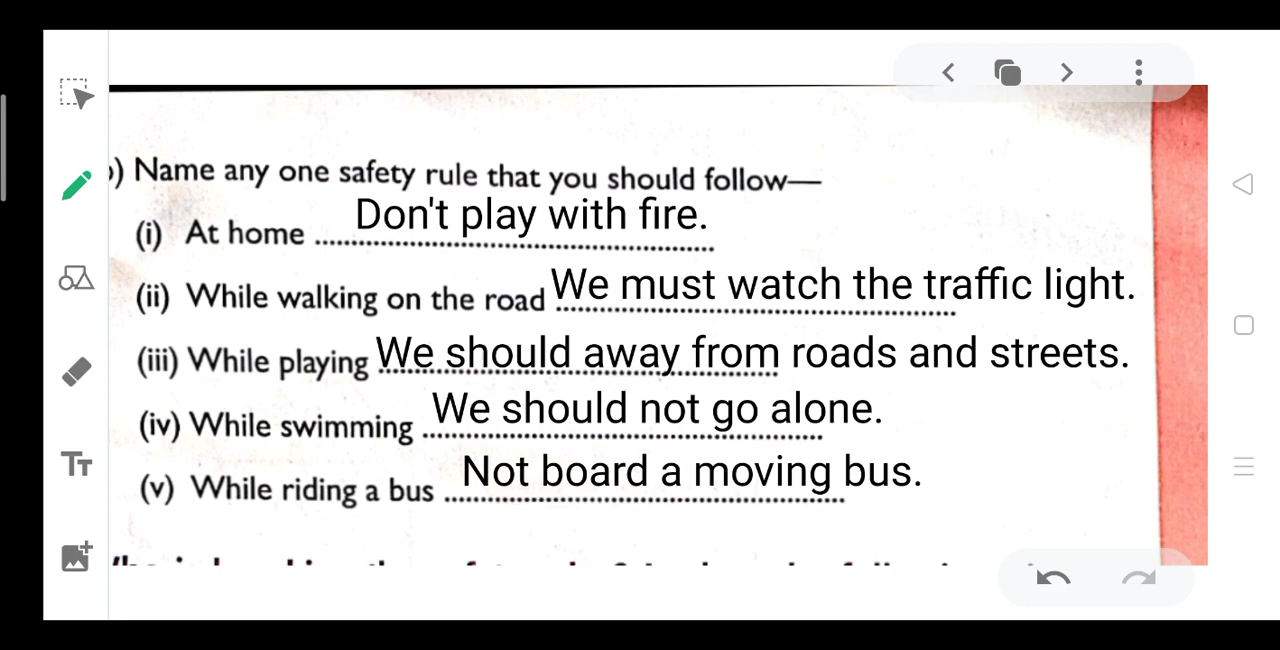 ) Name any one safety rule that you should follow—
(i) At home Don't play with fire.
(ii) While walking on the road We must watch the traffic light.
(iii) While playing We should away from roads and streets.
(iv) While swimming We should not go alone.
(v) While riding a bus Not board a moving bus.